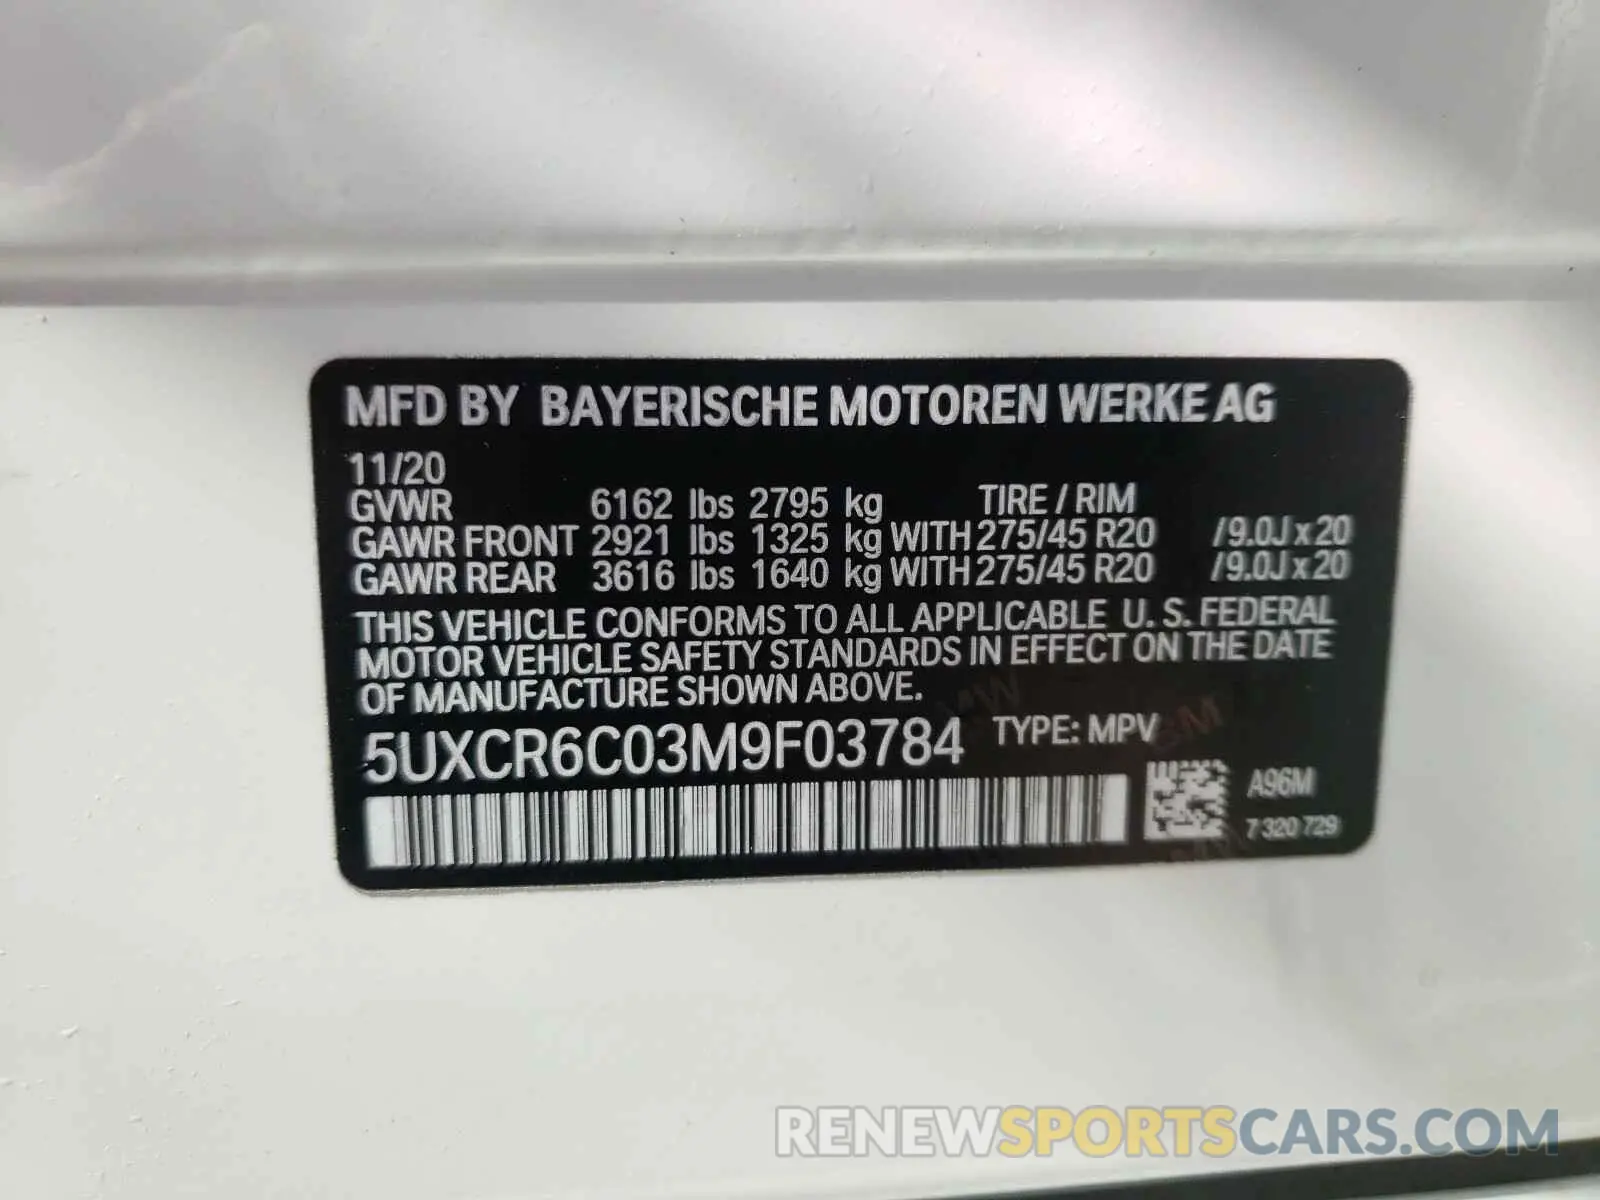 MFD BY BAYERISCHE MOTOREN WERKE AG
11/20
GVWR 6162 lbs 2795 kg TIRE / RIM
GAWR FRONT 2921 lbs 1325 kg WITH 275/45 R20 /9.0J x 20
GAWR REAR 3616 lbs 1640 kg WITH 275/45 R20 /9.0J x 20
THIS VEHICLE CONFORMS TO ALL APPLICABLE U. S. FEDERAL
MOTOR VEHICLE SAFETY STANDARDS IN EFFECT ON THE DATE
OF MANUFACTURE SHOWN ABOVE.
5UXCR6C03M9F03784 TYPE: MPV
A96M
7 320 729
RENEWSPORTSCARS.COM